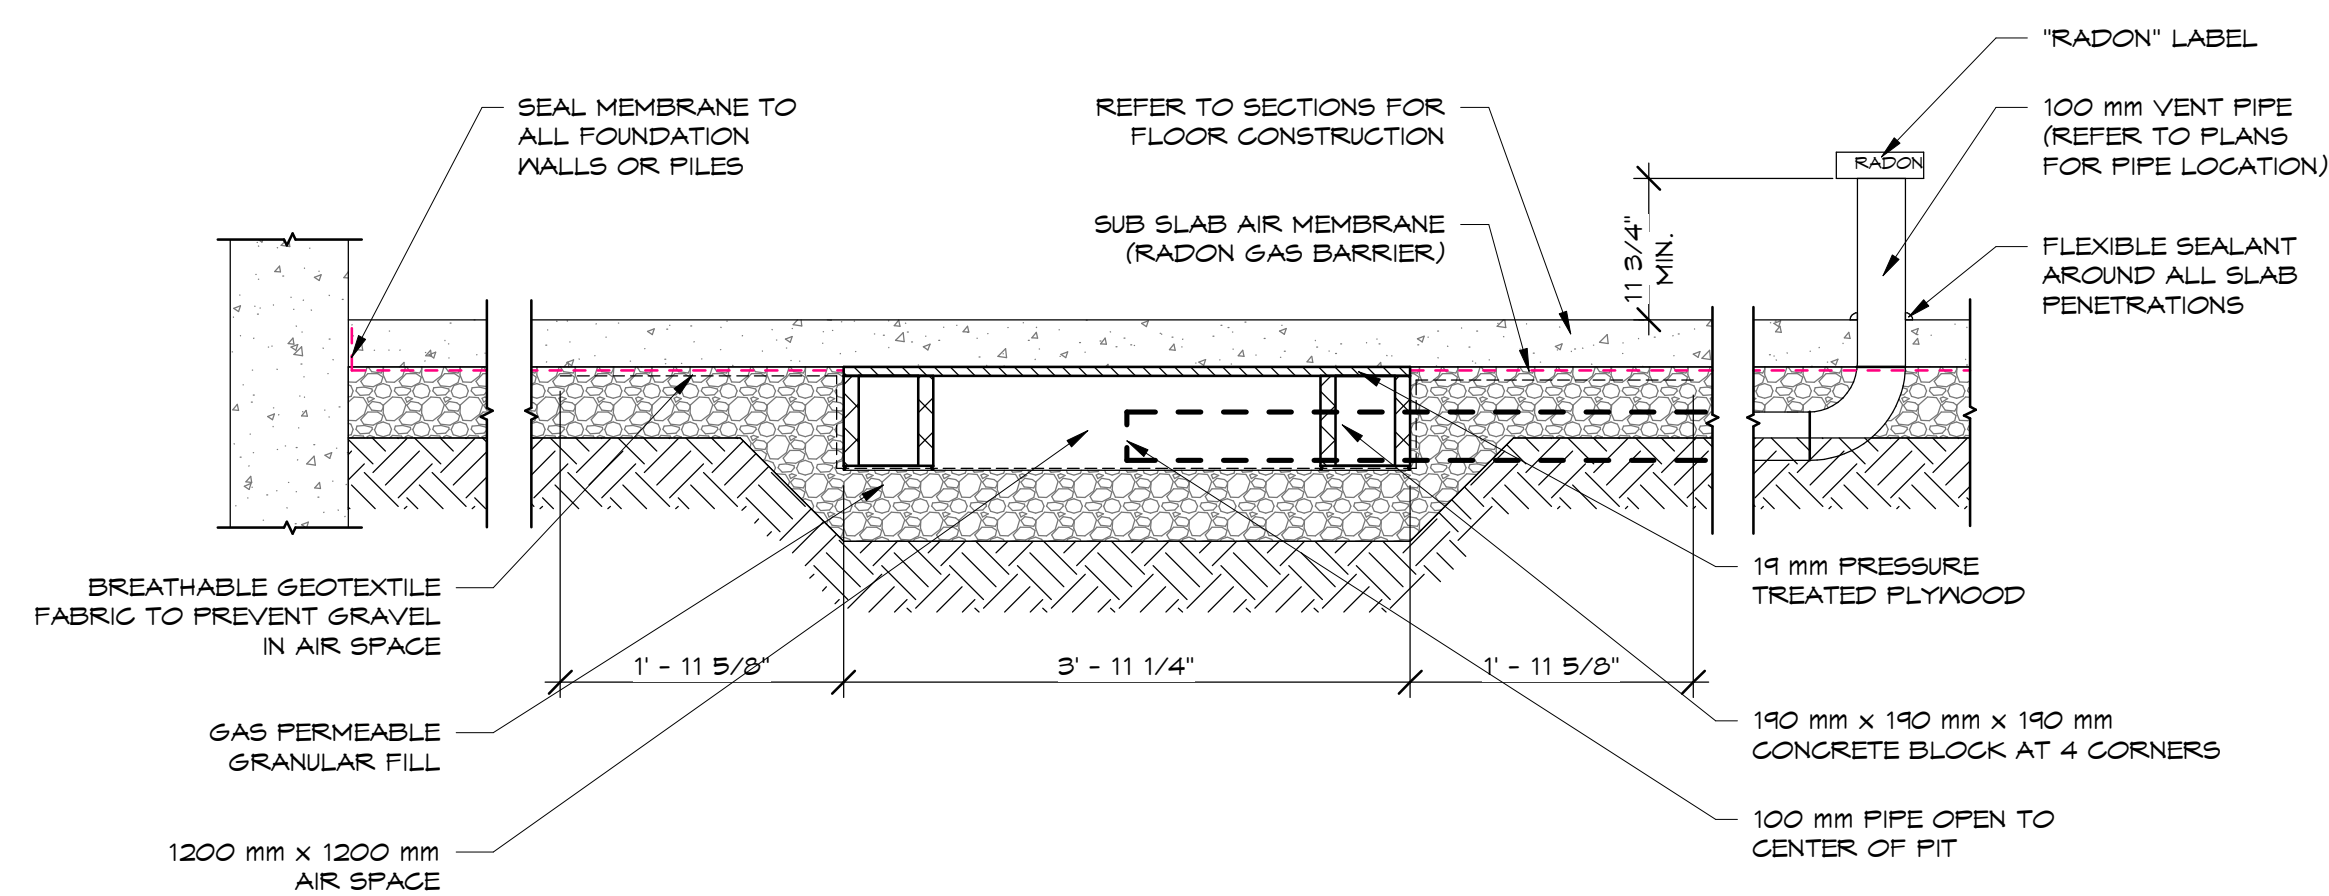 "RADON" LABEL
SEAL MEMBRANE TO
ALL FOUNDATION
WALLS OR PILES
REFER TO SECTIONS FOR
FLOOR CONSTRUCTION
100 mm VENT PIPE
(REFER TO PLANS
FOR PIPE LOCATION)
RADON
SUB SLAB AIR MEMBRANE
(RADON GAS BARRIER)
11 3/4"
MIN.
FLEXIBLE SEALANT
AROUND ALL SLAB
PENETRATIONS
BREATHABLE GEOTEXTILE
FABRIC TO PREVENT GRAVEL
IN AIR SPACE
19 mm PRESSURE
TREATED PLYWOOD
1' - 11 5/8"
3' - 11 1/4"
1' - 11 5/8"
GAS PERMEABLE
GRANULAR FILL
190 mm x 190 mm x 190 mm
CONCRETE BLOCK AT 4 CORNERS
1200 mm x 1200 mm
AIR SPACE
100 mm PIPE OPEN TO
CENTER OF PIT